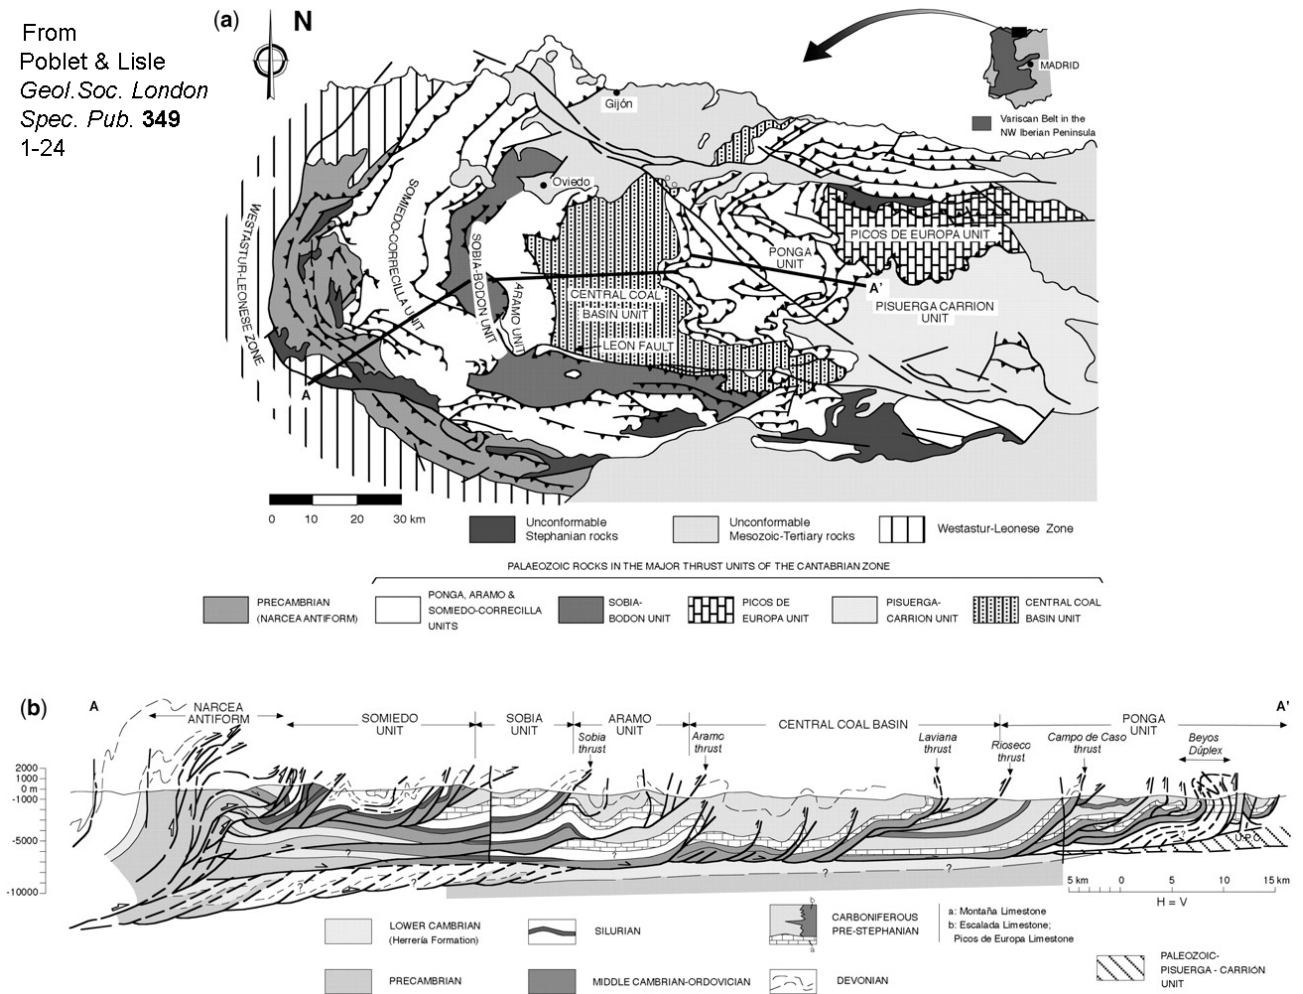 From
Poblet & Lisle
Geol.Soc. London
Spec. Pub. 349
1-24
(a)
N
MADRID
Variscan Belt in the
NW Iberian Peninsula
Gijón
Oviedo
WESTASTUR-LEONESE ZONE
SOMIEDO-CORRECILLA UNIT
SOBIA-BODON UNIT
ARAMO UNIT
CENTRAL COAL
BASIN UNIT
LEON FAULT
PONGA
UNIT
PICOS DE EUROPA UNIT
PISUERGA CARRION
UNIT
A
A'
0 10 20 30 km
Unconformable
Stephanian rocks
Unconformable
Mesozoic-Tertiary rocks
Westastur-Leonese Zone
PALAEOZOIC ROCKS IN THE MAJOR THRUST UNITS OF THE CANTABRIAN ZONE
PRECAMBRIAN
(NARCEA ANTIFORM)
PONGA, ARAMO &
SOMIEDO-CORRECILLA
UNITS
SOBIA-
BODON UNIT
PICOS DE
EUROPA UNIT
PISUERGA-
CARRION UNIT
CENTRAL COAL
BASIN UNIT
(b)
A
A'
NARCEA
ANTIFORM
SOMIEDO
UNIT
SOBIA
UNIT
ARAMO
UNIT
CENTRAL COAL BASIN
PONGA
UNIT
Sobia
thrust
Aramo
thrust
Laviana
thrust
Rioseco
thrust
Campo de Caso
thrust
Beyos
Dúplex
2000
1000
0 m
-1000
-5000
-10000
?
?
?
?
?
?
?
?
U.P.C.
5 km 0 5 10 15 km
H = V
LOWER CAMBRIAN
(Herrería Formation)
SILURIAN
b
a
CARBONIFEROUS
PRE-STEPHANIAN
a: Montaña Limestone
b: Escalada Limestone;
Picos de Europa Limestone
PRECAMBRIAN
MIDDLE CAMBRIAN-ORDOVICIAN
DEVONIAN
PALEOZOIC-
PISUERGA - CARRIÓN
UNIT